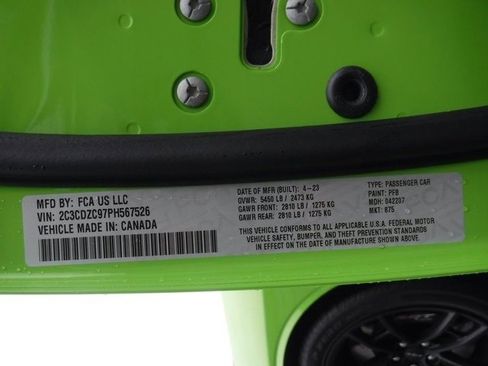 MFD BY: FCA US LLC
VIN: 2C3CDZC97PH567526
VEHICLE MADE IN: CANADA
DATE OF MFR (BUILT): 4-23
GVWR: 5450 LB / 2473 KG
GAWR FRONT: 2810 LB / 1275 KG
GAWR REAR: 2810 LB / 1275 KG
TYPE: PASSENGER CAR
PAINT: PFB
MDH: 042207
MKT: 875
THIS VEHICLE CONFORMS TO ALL APPLICABLE U.S.A. FEDERAL MOTOR
VEHICLE SAFETY, BUMPER, AND THEFT PREVENTION STANDARDS IN
EFFECT ON THE DATE OF MANUFACTURE SHOWN ABOVE.